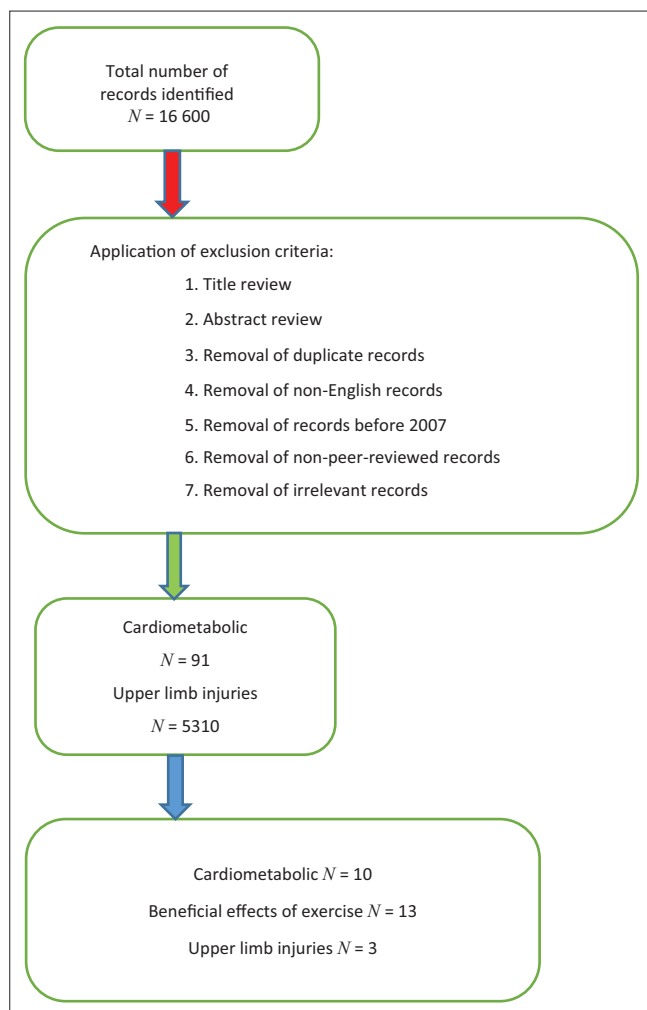 Total number of
records identified
N = 16 600
Application of exclusion criteria:
1. Title review
2. Abstract review
3. Removal of duplicate records
4. Removal of non-English records
5. Removal of records before 2007
6. Removal of non-peer-reviewed records
7. Removal of irrelevant records
Cardiometabolic
N = 91
Upper limb injuries
N = 5310
Cardiometabolic N = 10
Beneficial effects of exercise N = 13
Upper limb injuries N = 3